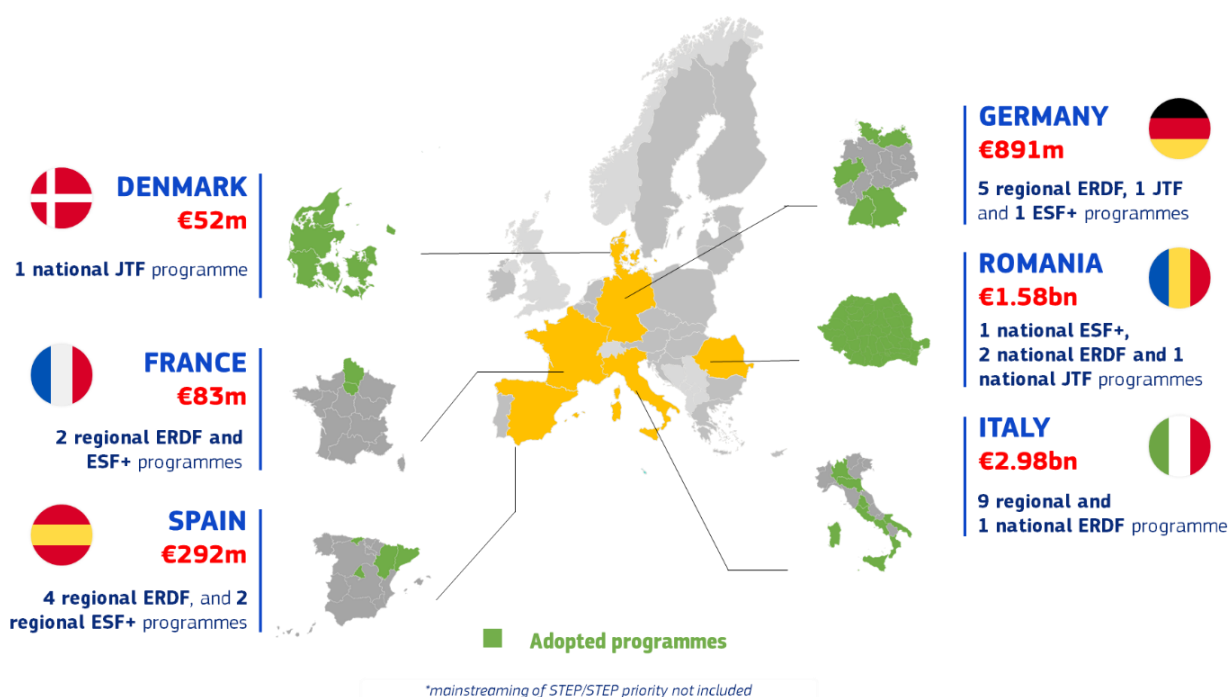 DENMARK
€52m
1 national JTF programme
FRANCE
€83m
2 regional ERDF and
ESF+ programmes
SPAIN
€292m
4 regional ERDF, and 2
regional ESF+ programmes
GERMANY
€891m
5 regional ERDF, 1 JTF
and 1 ESF+ programmes
ROMANIA
€1.58bn
1 national ESF+,
2 national ERDF and 1
national JTF programmes
ITALY
€2.98bn
9 regional and
1 national ERDF programme
Adopted programmes
*mainstreaming of STEP/STEP priority not included